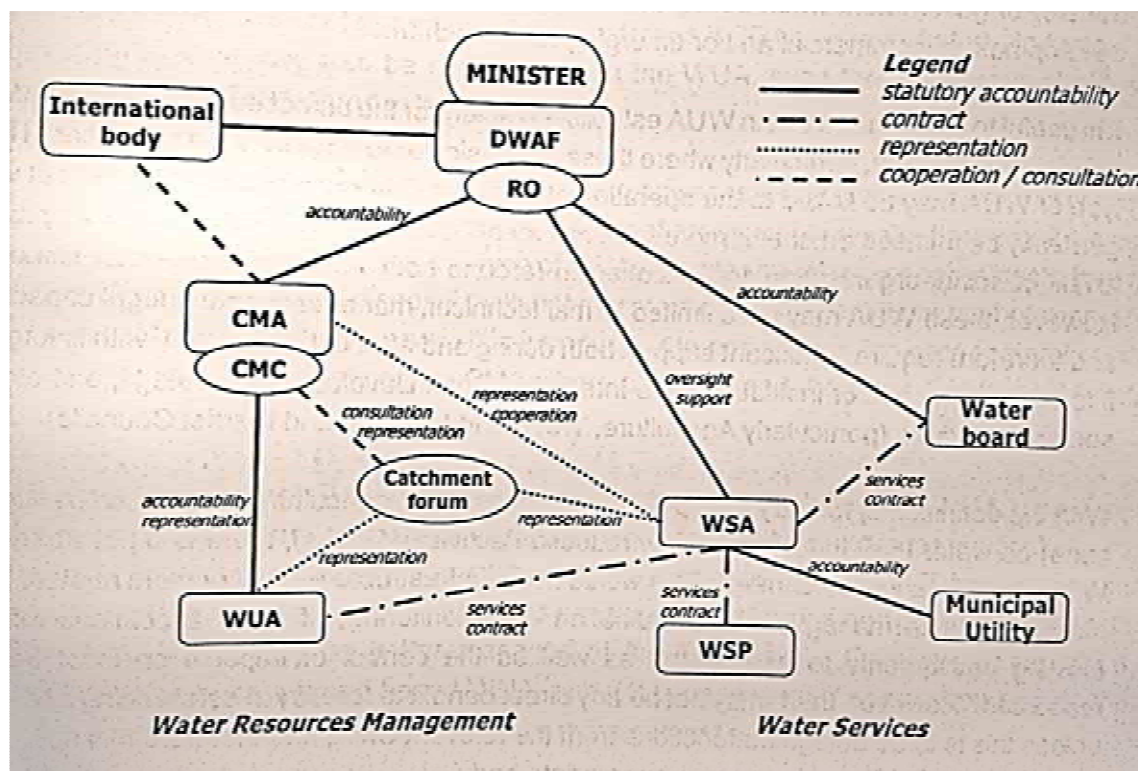 MINISTER
DWAF
RO
International
body
Legend
statutory accountability
contract
representation
cooperation / consultation
accountability
accountability
CMA
CMC
representation
cooperation
oversight
support
consultation
representation
Water
board
services
contract
Catchment
forum
accountability
representation
representation
WSA
representation
accountability
services
contract
WUA
services
contract
WSP
Municipal
Utility
Water Resources Management
Water Services